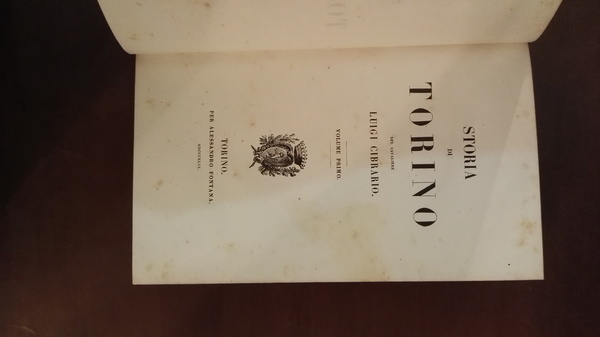 STORIA
DI
TORINO
DEL CAVALIERE
LUIGI CIBRARIO.
VOLUME PRIMO.
TORINO,
PER ALESSANDRO FONTANA.